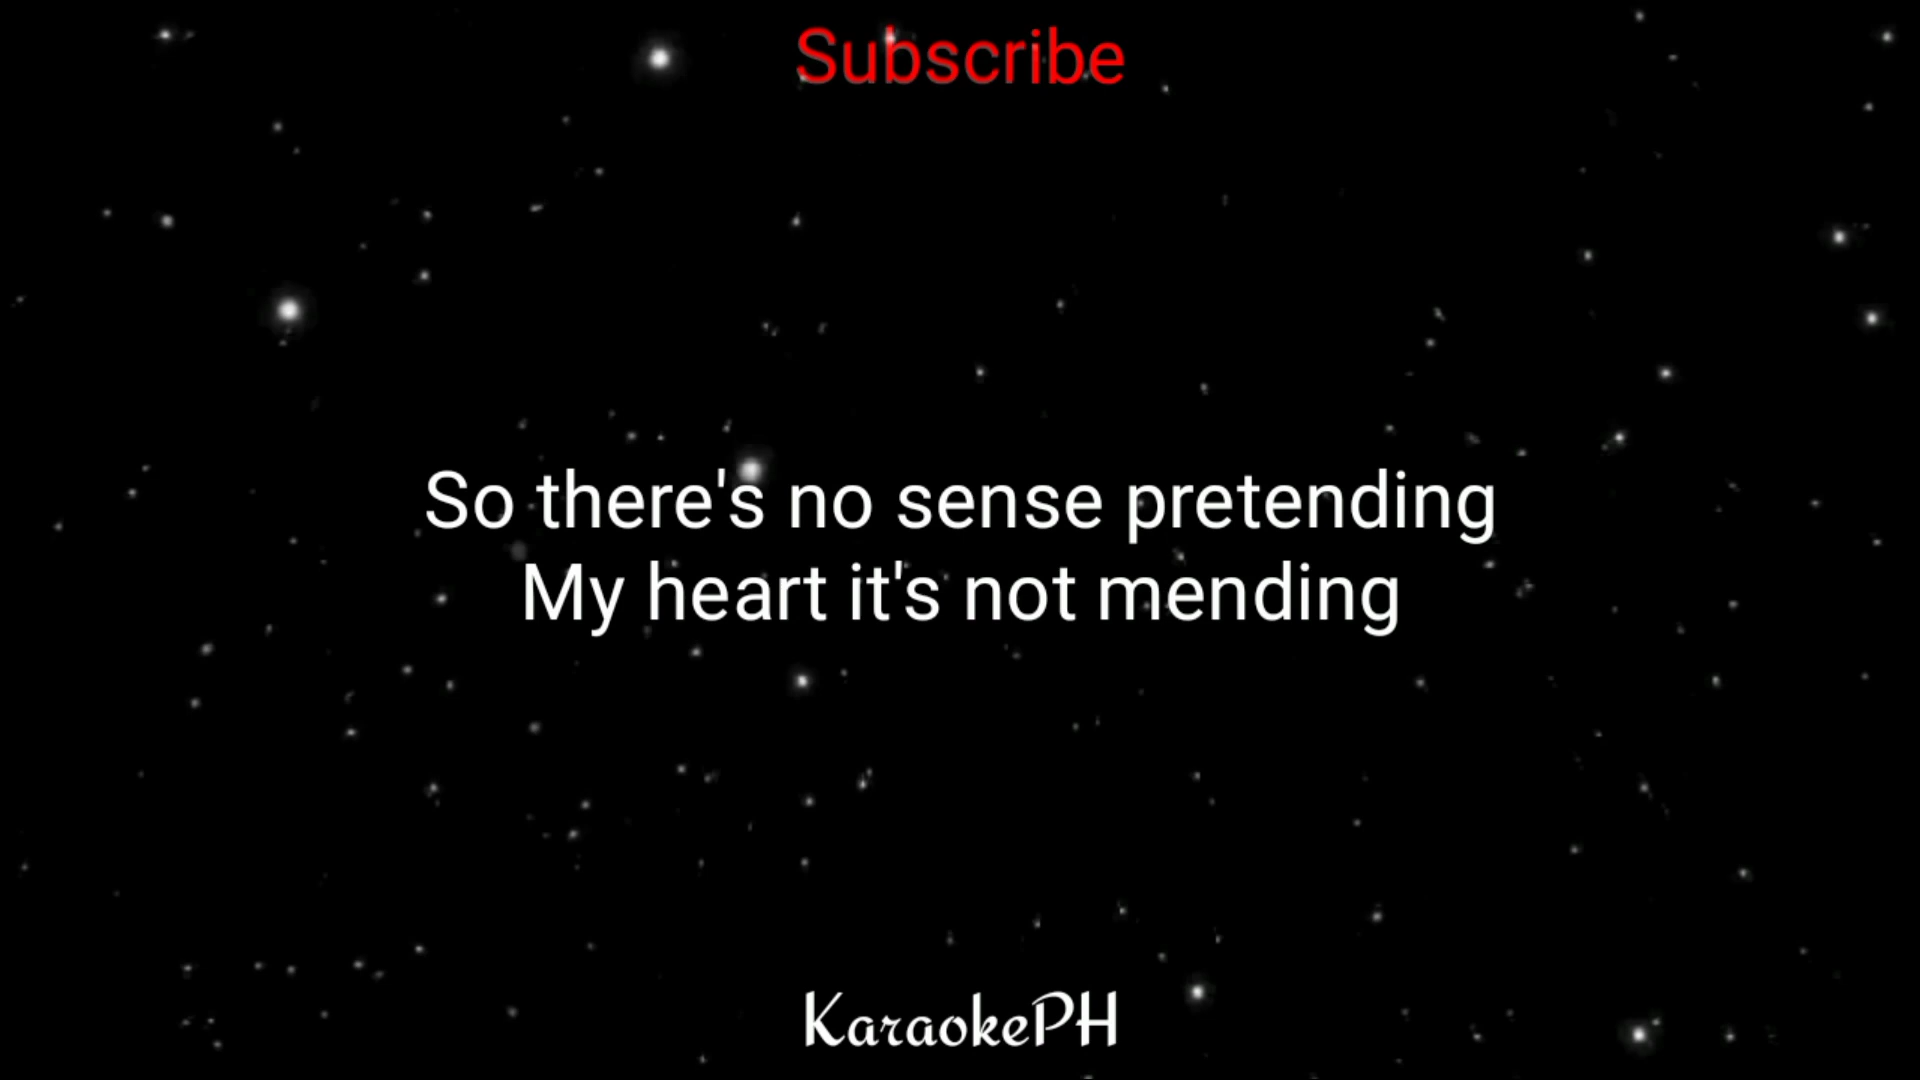 Subscribe
So there's no sense pretending
My heart it's not mending
KaraokePH